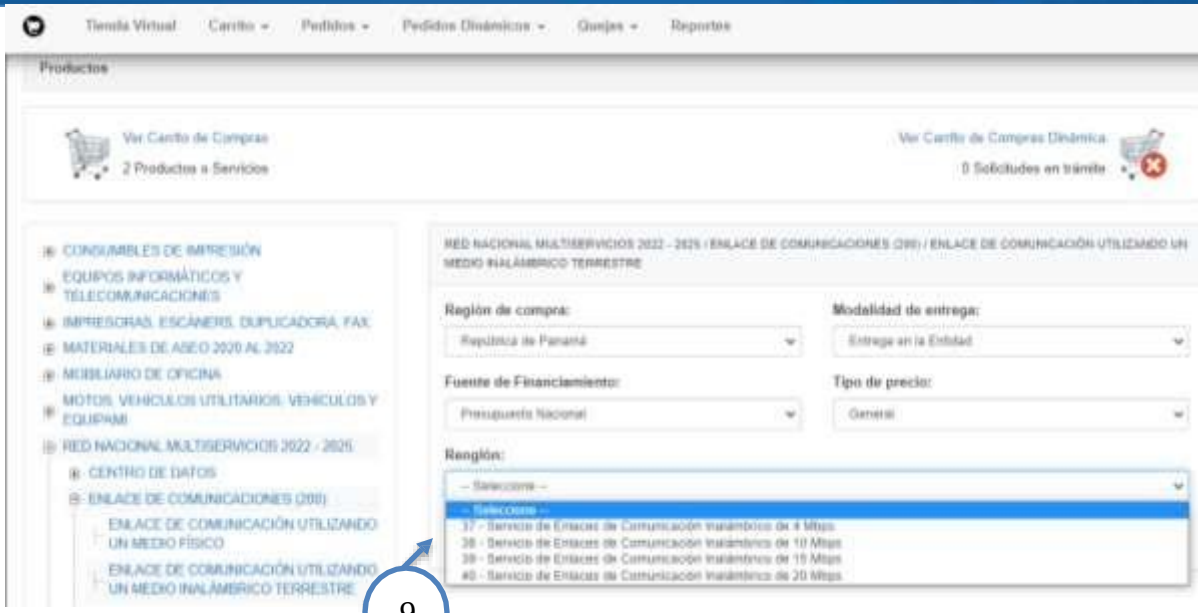 Tienda Virtual Carrito Pedidos Pedidos Dinámicos Quejas Reportes
Productos
Ver Carrito de Compras
2 Productos o Servicios
Ver Carrito de Compras Dinámica
0 Solicitudes en trámite
CONSUMIBLES DE IMPRESIÓN
EQUIPOS INFORMÁTICOS Y
TELECOMUNICACIONES
IMPRESORAS, ESCÁNERS, DUPLICADORA, FAX
MATERIALES DE ASEO 2020 AL 2022
MOBILIARIO DE OFICINA
MOTOS, VEHICULOS UTILITARIOS, VEHICULOS Y
EQUIPAMI
RED NACIONAL MULTISERVICIOS 2022 - 2025
CENTRO DE DATOS
ENLACE DE COMUNICACIONES (200)
ENLACE DE COMUNICACIÓN UTILIZANDO
UN MEDIO FÍSICO
ENLACE DE COMUNICACIÓN UTILIZANDO
UN MEDIO INALÁMBRICO TERRESTRE
RED NACIONAL MULTISERVICIOS 2022 - 2025 / ENLACE DE COMUNICACIONES (200) / ENLACE DE COMUNICACIÓN UTILIZANDO UN
MEDIO INALÁMBRICO TERRESTRE
Región de compra:
República de Panamá
Modalidad de entrega:
Entrega en la Entidad
Fuente de Financiamiento:
Presupuesto Nacional
Tipo de precio:
General
Renglón:
-- Seleccione --
-- Seleccione --
37 - Servicio de Enlaces de Comunicación Inalámbrico de 4 Mbps
38 - Servicio de Enlaces de Comunicación Inalámbrico de 10 Mbps
39 - Servicio de Enlaces de Comunicación Inalámbrico de 15 Mbps
40 - Servicio de Enlaces de Comunicación Inalámbrico de 20 Mbps
9